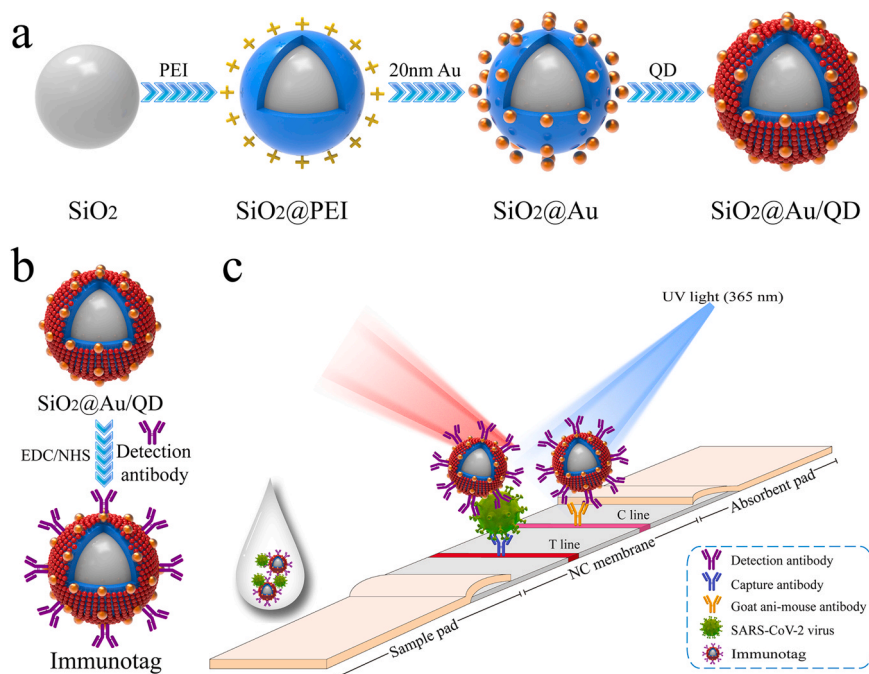 a
PEI
20nm Au
QD
SiO2
SiO2@PEI
SiO2@Au
SiO2@Au/QD
b
SiO2@Au/QD
EDC/NHS
Detection
antibody
Immunotag
c
UV light (365 nm)
C line
T line
Sample pad
NC membrane
Absorbent pad
Detection antibody
Capture antibody
Goat ani-mouse antibody
SARS-CoV-2 virus
Immunotag